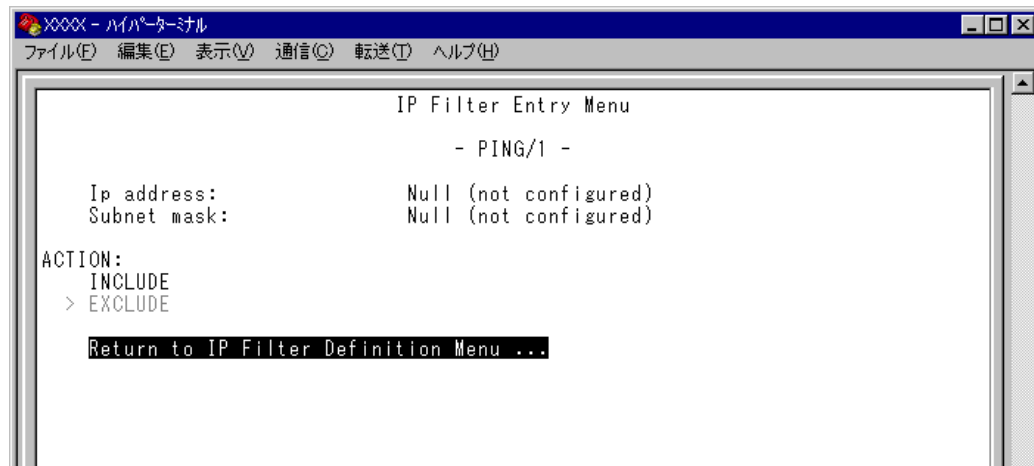 XXXX - ハイパーターミナル
ファイル(F) 編集(E) 表示(V) 通信(C) 転送(T) ヘルプ(H)
IP Filter Entry Menu
- PING/1 -
Ip address: Null (not configured)
Subnet mask: Null (not configured)
ACTION:
INCLUDE
> EXCLUDE
Return to IP Filter Definition Menu ...